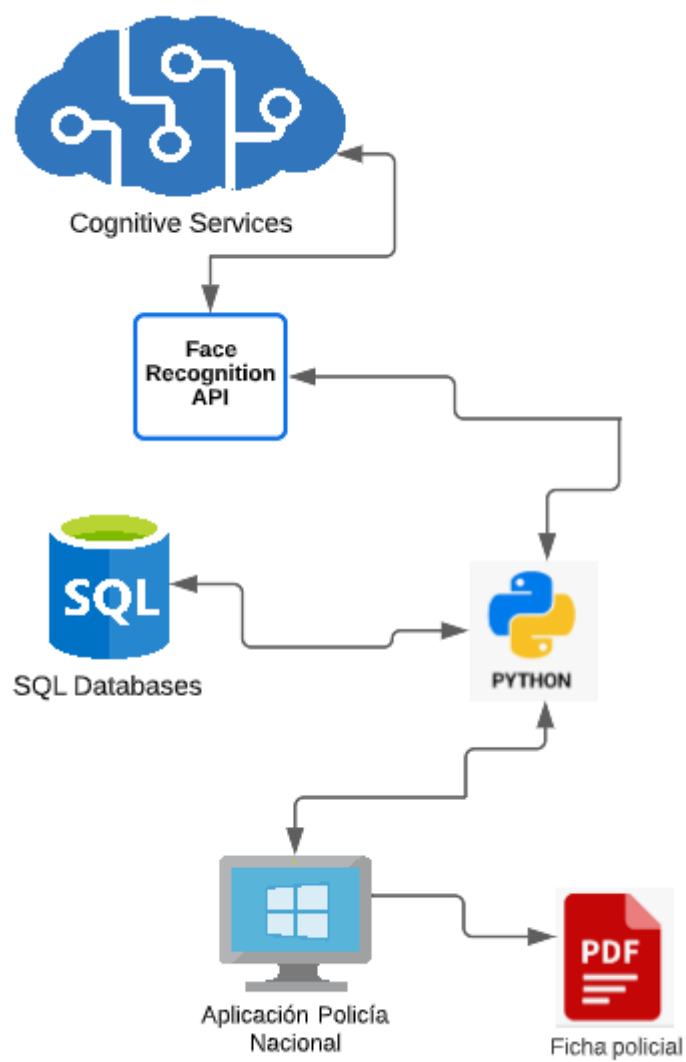 Cognitive Services
Face
Recognition
API
SQL
SQL Databases
PYTHON
Aplicación Policía
Nacional
PDF
Ficha policial